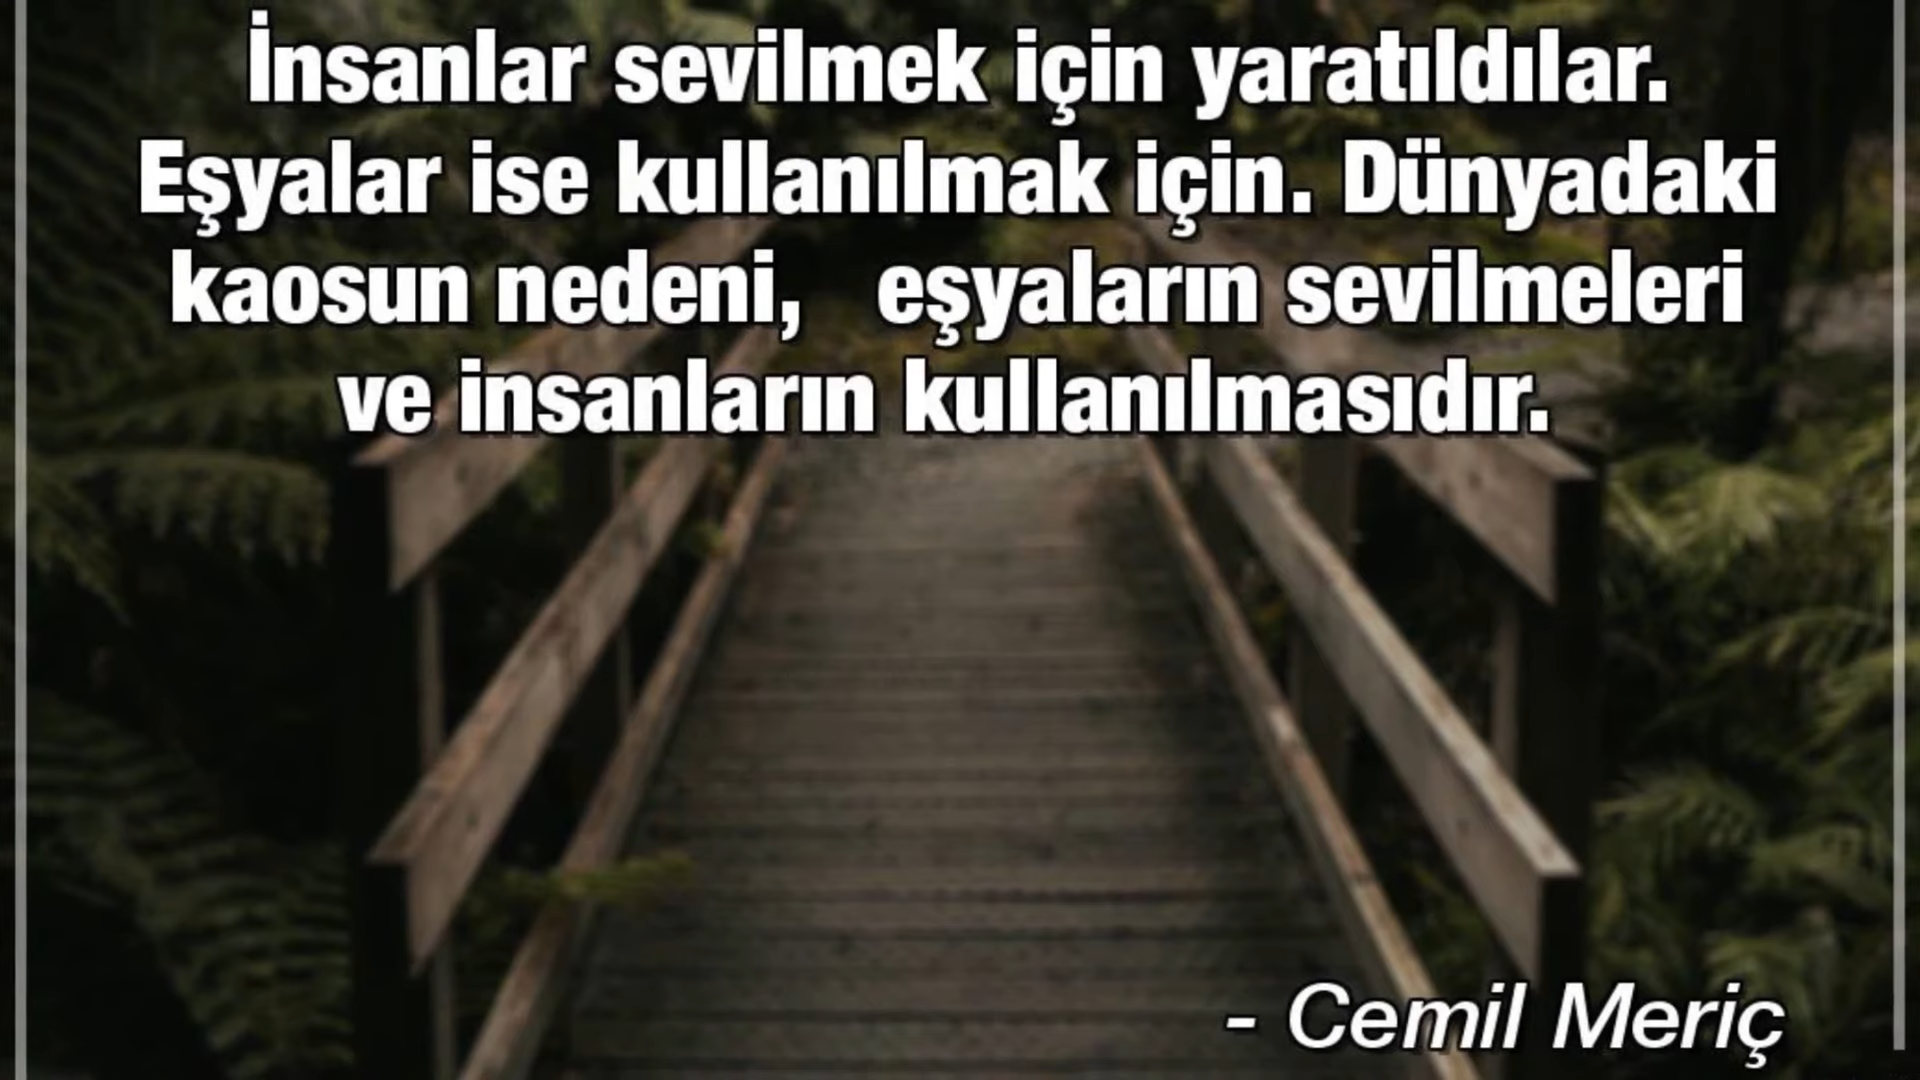 İnsanlar sevilmek için yaratıldılar.
Eşyalar ise kullanılmak için. Dünyadaki
kaosun nedeni, eşyaların sevilmeleri
ve insanların kullanılmasıdır.
- Cemil Meriç